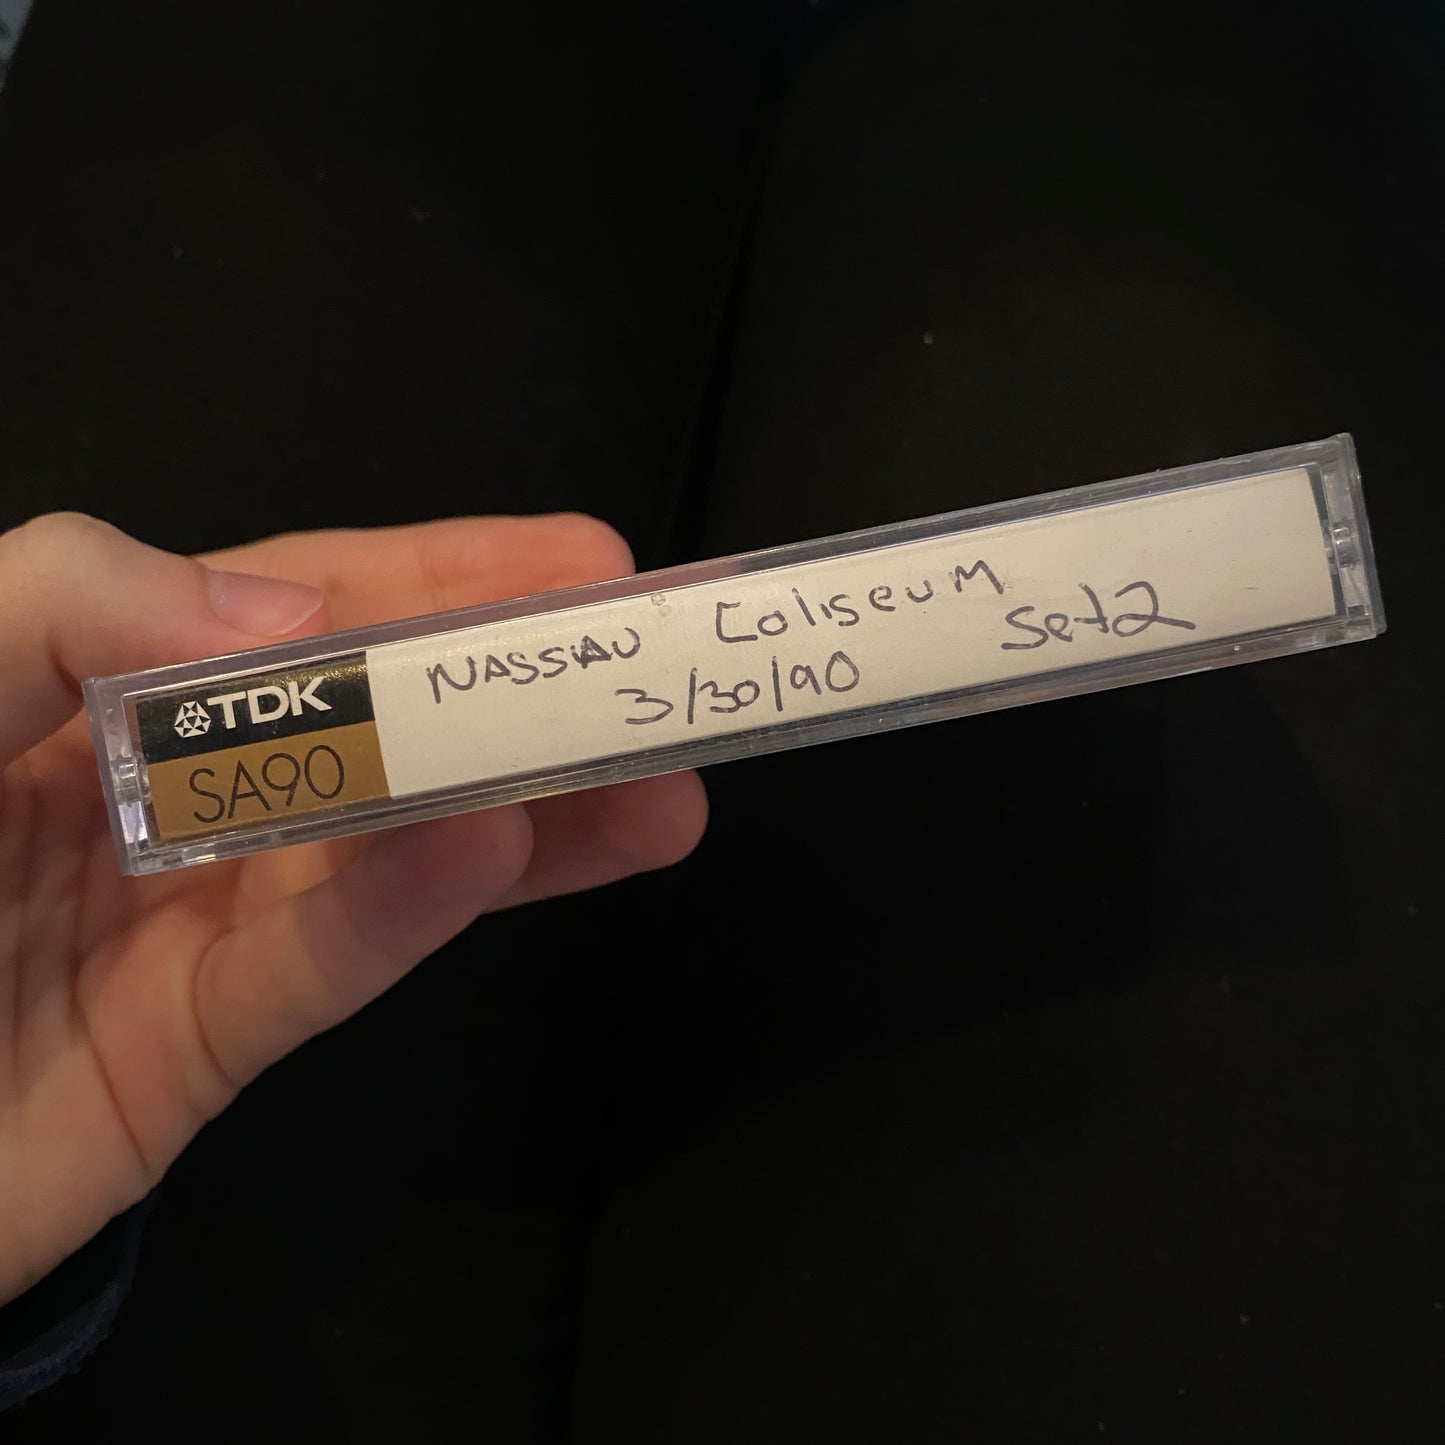 TDK
SA90
NASSAU Coliseum
3/30/90
Set 2